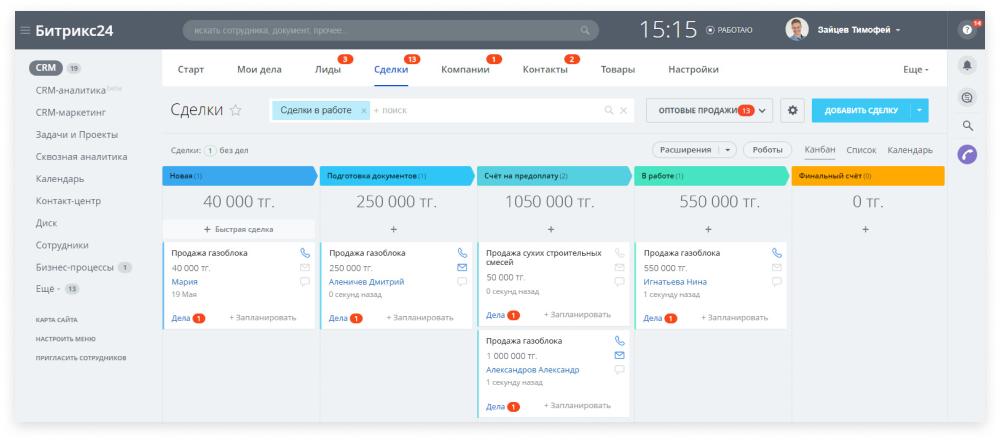 Битрикс24
искать сотрудника, документ, прочее...
15:15 РАБОТАЮ
Зайцев Тимофей
14
CRM 19
CRM-аналитика beta
CRM-маркетинг
Задачи и Проекты
Сквозная аналитика
Календарь
Контакт-центр
Диск
Сотрудники
Бизнес-процессы 1
Ещё - 13
КАРТА САЙТА
НАСТРОИТЬ МЕНЮ
ПРИГЛАСИТЬ СОТРУДНИКОВ
Старт
Мои дела
Лиды 3
Сделки 13
Компании 1
Контакты 2
Товары
Настройки
Еще -
Сделки
Сделки в работе × + поиск
ОПТОВЫЕ ПРОДАЖИ 13
ДОБАВИТЬ СДЕЛКУ
Сделки: 1 без дел
Расширения
Роботы
Канбан Список Календарь
Новая (1)
40 000 тг.
+ Быстрая сделка
Продажа газоблока
40 000 тг.
Мария
19 Мая
Дела 1 + Запланировать
Подготовка документов (1)
250 000 тг.
+
Продажа газоблока
250 000 тг.
Аленичев Дмитрий
0 секунд назад
Дела 1 + Запланировать
Счёт на предоплату (2)
1050 000 тг.
+
Продажа сухих строительных
смесей
50 000 тг.
0 секунд назад
Дела 1 + Запланировать
Продажа газоблока
1 000 000 тг.
Александров Александр
1 секунду назад
Дела 1 + Запланировать
В работе (1)
550 000 тг.
+
Продажа газоблока
550 000 тг.
Игнатьева Нина
1 секунду назад
Дела 1 + Запланировать
Финальный счёт (0)
0 тг.
+